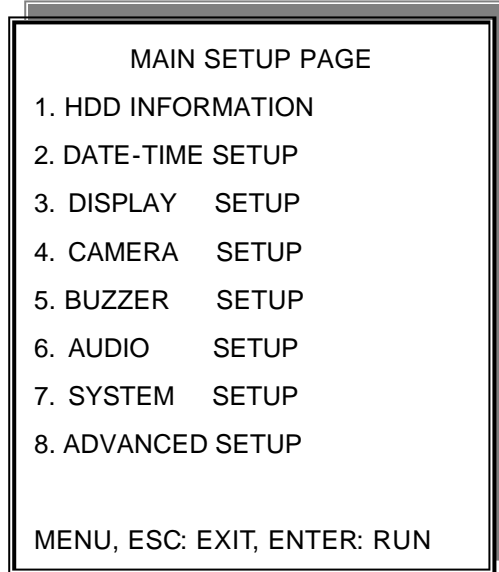 MAIN SETUP PAGE
1. HDD INFORMATION
2. DATE-TIME SETUP
3. DISPLAY SETUP
4. CAMERA SETUP
5. BUZZER SETUP
6. AUDIO SETUP
7. SYSTEM SETUP
8. ADVANCED SETUP
MENU, ESC: EXIT, ENTER: RUN